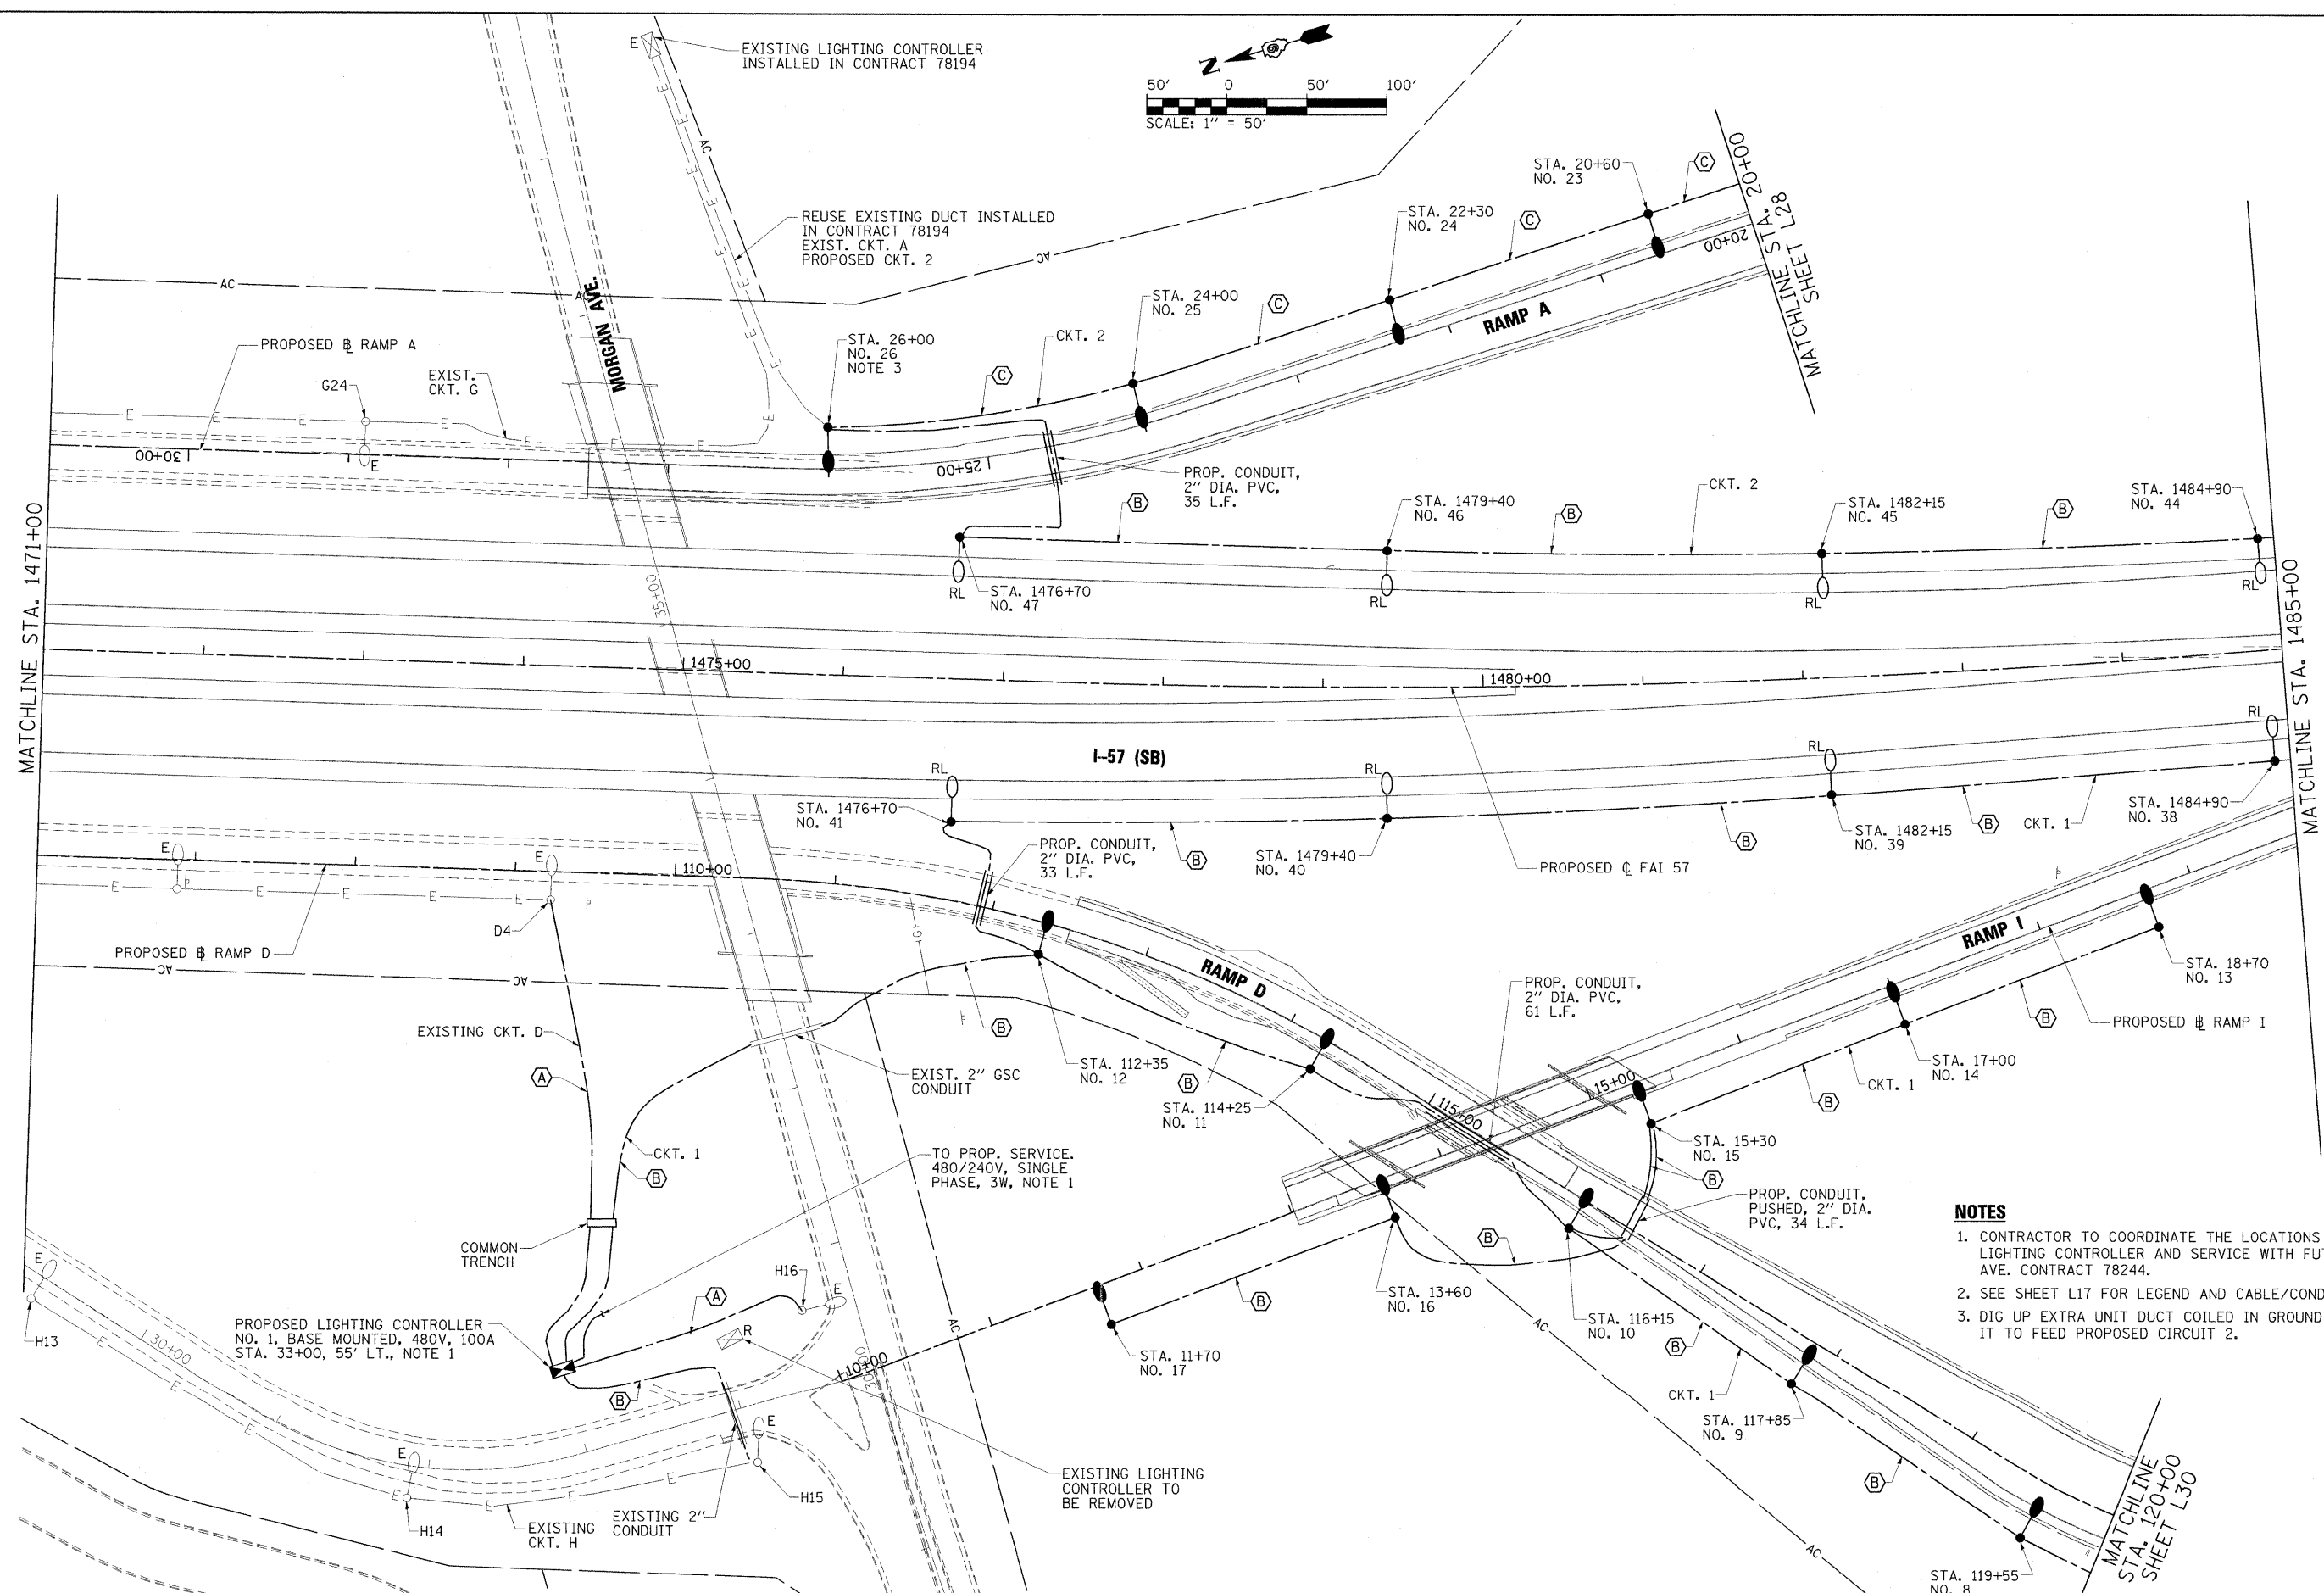 EXISTING LIGHTING CONTROLLER
INSTALLED IN CONTRACT 78194
E
N
50' 0 50' 100'
SCALE: 1" = 50'
AC
REUSE EXISTING DUCT INSTALLED
IN CONTRACT 78194
EXIST. CKT. A
PROPOSED CKT. 2
MORGAN AVE.
STA. 20+60
NO. 23
C
MATCHLINE STA. 20+00
SHEET L28
STA. 22+30
NO. 24
C
20+00
STA. 24+00
NO. 25
C
RAMP A
STA. 26+00
NO. 26
NOTE 3
CKT. 2
C
PROPOSED B RAMP A
G24
EXIST.
CKT. G
30+00
E
25+00
PROP. CONDUIT,
2" DIA. PVC,
35 L.F.
B
STA. 1479+40
NO. 46
B
CKT. 2
STA. 1482+15
NO. 45
B
STA. 1484+90
NO. 44
RL
STA. 1476+70
NO. 47
RL
RL
RL
MATCHLINE STA. 1471+00
MATCHLINE STA. 1485+00
35+00
1475+00
1480+00
I-57 (SB)
RL
RL
RL
RL
STA. 1476+70
NO. 41
B
STA. 1479+40
NO. 40
B
STA. 1482+15
NO. 39
B
CKT. 1
STA. 1484+90
NO. 38
PROPOSED CL FAI 57
PROP. CONDUIT,
2" DIA. PVC,
33 L.F.
E
E
110+00
D4
PROPOSED B RAMP D
AC
AC
G
RAMP D
RAMP I
EXISTING CKT. D
A
B
B
EXIST. 2" GSC
CONDUIT
STA. 112+35
NO. 12
B
STA. 114+25
NO. 11
PROP. CONDUIT,
2" DIA. PVC,
61 L.F.
115+00
15+00
STA. 18+70
NO. 13
B
PROPOSED B RAMP I
STA. 17+00
NO. 14
CKT. 1
B
STA. 15+30
NO. 15
B
CKT. 1
B
TO PROP. SERVICE.
480/240V, SINGLE
PHASE, 3W, NOTE 1
COMMON
TRENCH
PROP. CONDUIT,
PUSHED, 2" DIA.
PVC, 34 L.F.
B
STA. 13+60
NO. 16
B
STA. 116+15
NO. 10
B
STA. 11+70
NO. 17
H16
E
A
R
PROPOSED LIGHTING CONTROLLER
NO. 1, BASE MOUNTED, 480V, 100A
STA. 33+00, 55' LT., NOTE 1
E
H13
30+00
10+00
30+00
B
AC
AC
CKT. 1
STA. 117+85
NO. 9
B
EXISTING LIGHTING
CONTROLLER TO
BE REMOVED
E
E
H14
H15
EXISTING
CKT. H
EXISTING 2"
CONDUIT
AC
STA. 119+55
NO. 8
MATCHLINE
STA. 120+00
SHEET L30
NOTES
1. CONTRACTOR TO COORDINATE THE LOCATIONS
LIGHTING CONTROLLER AND SERVICE WITH FU
AVE. CONTRACT 78244.
2. SEE SHEET L17 FOR LEGEND AND CABLE/COND
3. DIG UP EXTRA UNIT DUCT COILED IN GROUND
IT TO FEED PROPOSED CIRCUIT 2.